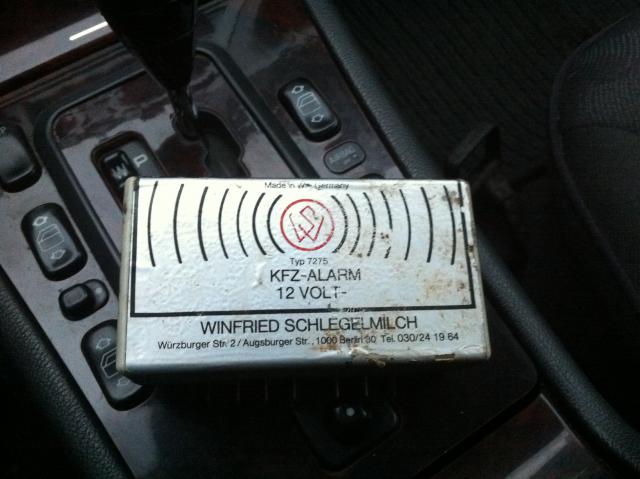 Made in W.-Germany
Typ 7275
KFZ-ALARM
12 VOLT-
WINFRIED SCHLEGELMILCH
Würzburger Str. 2 / Augsburger Str., 1000 Berlin 30 Tel. 030/24 19 64
W
P